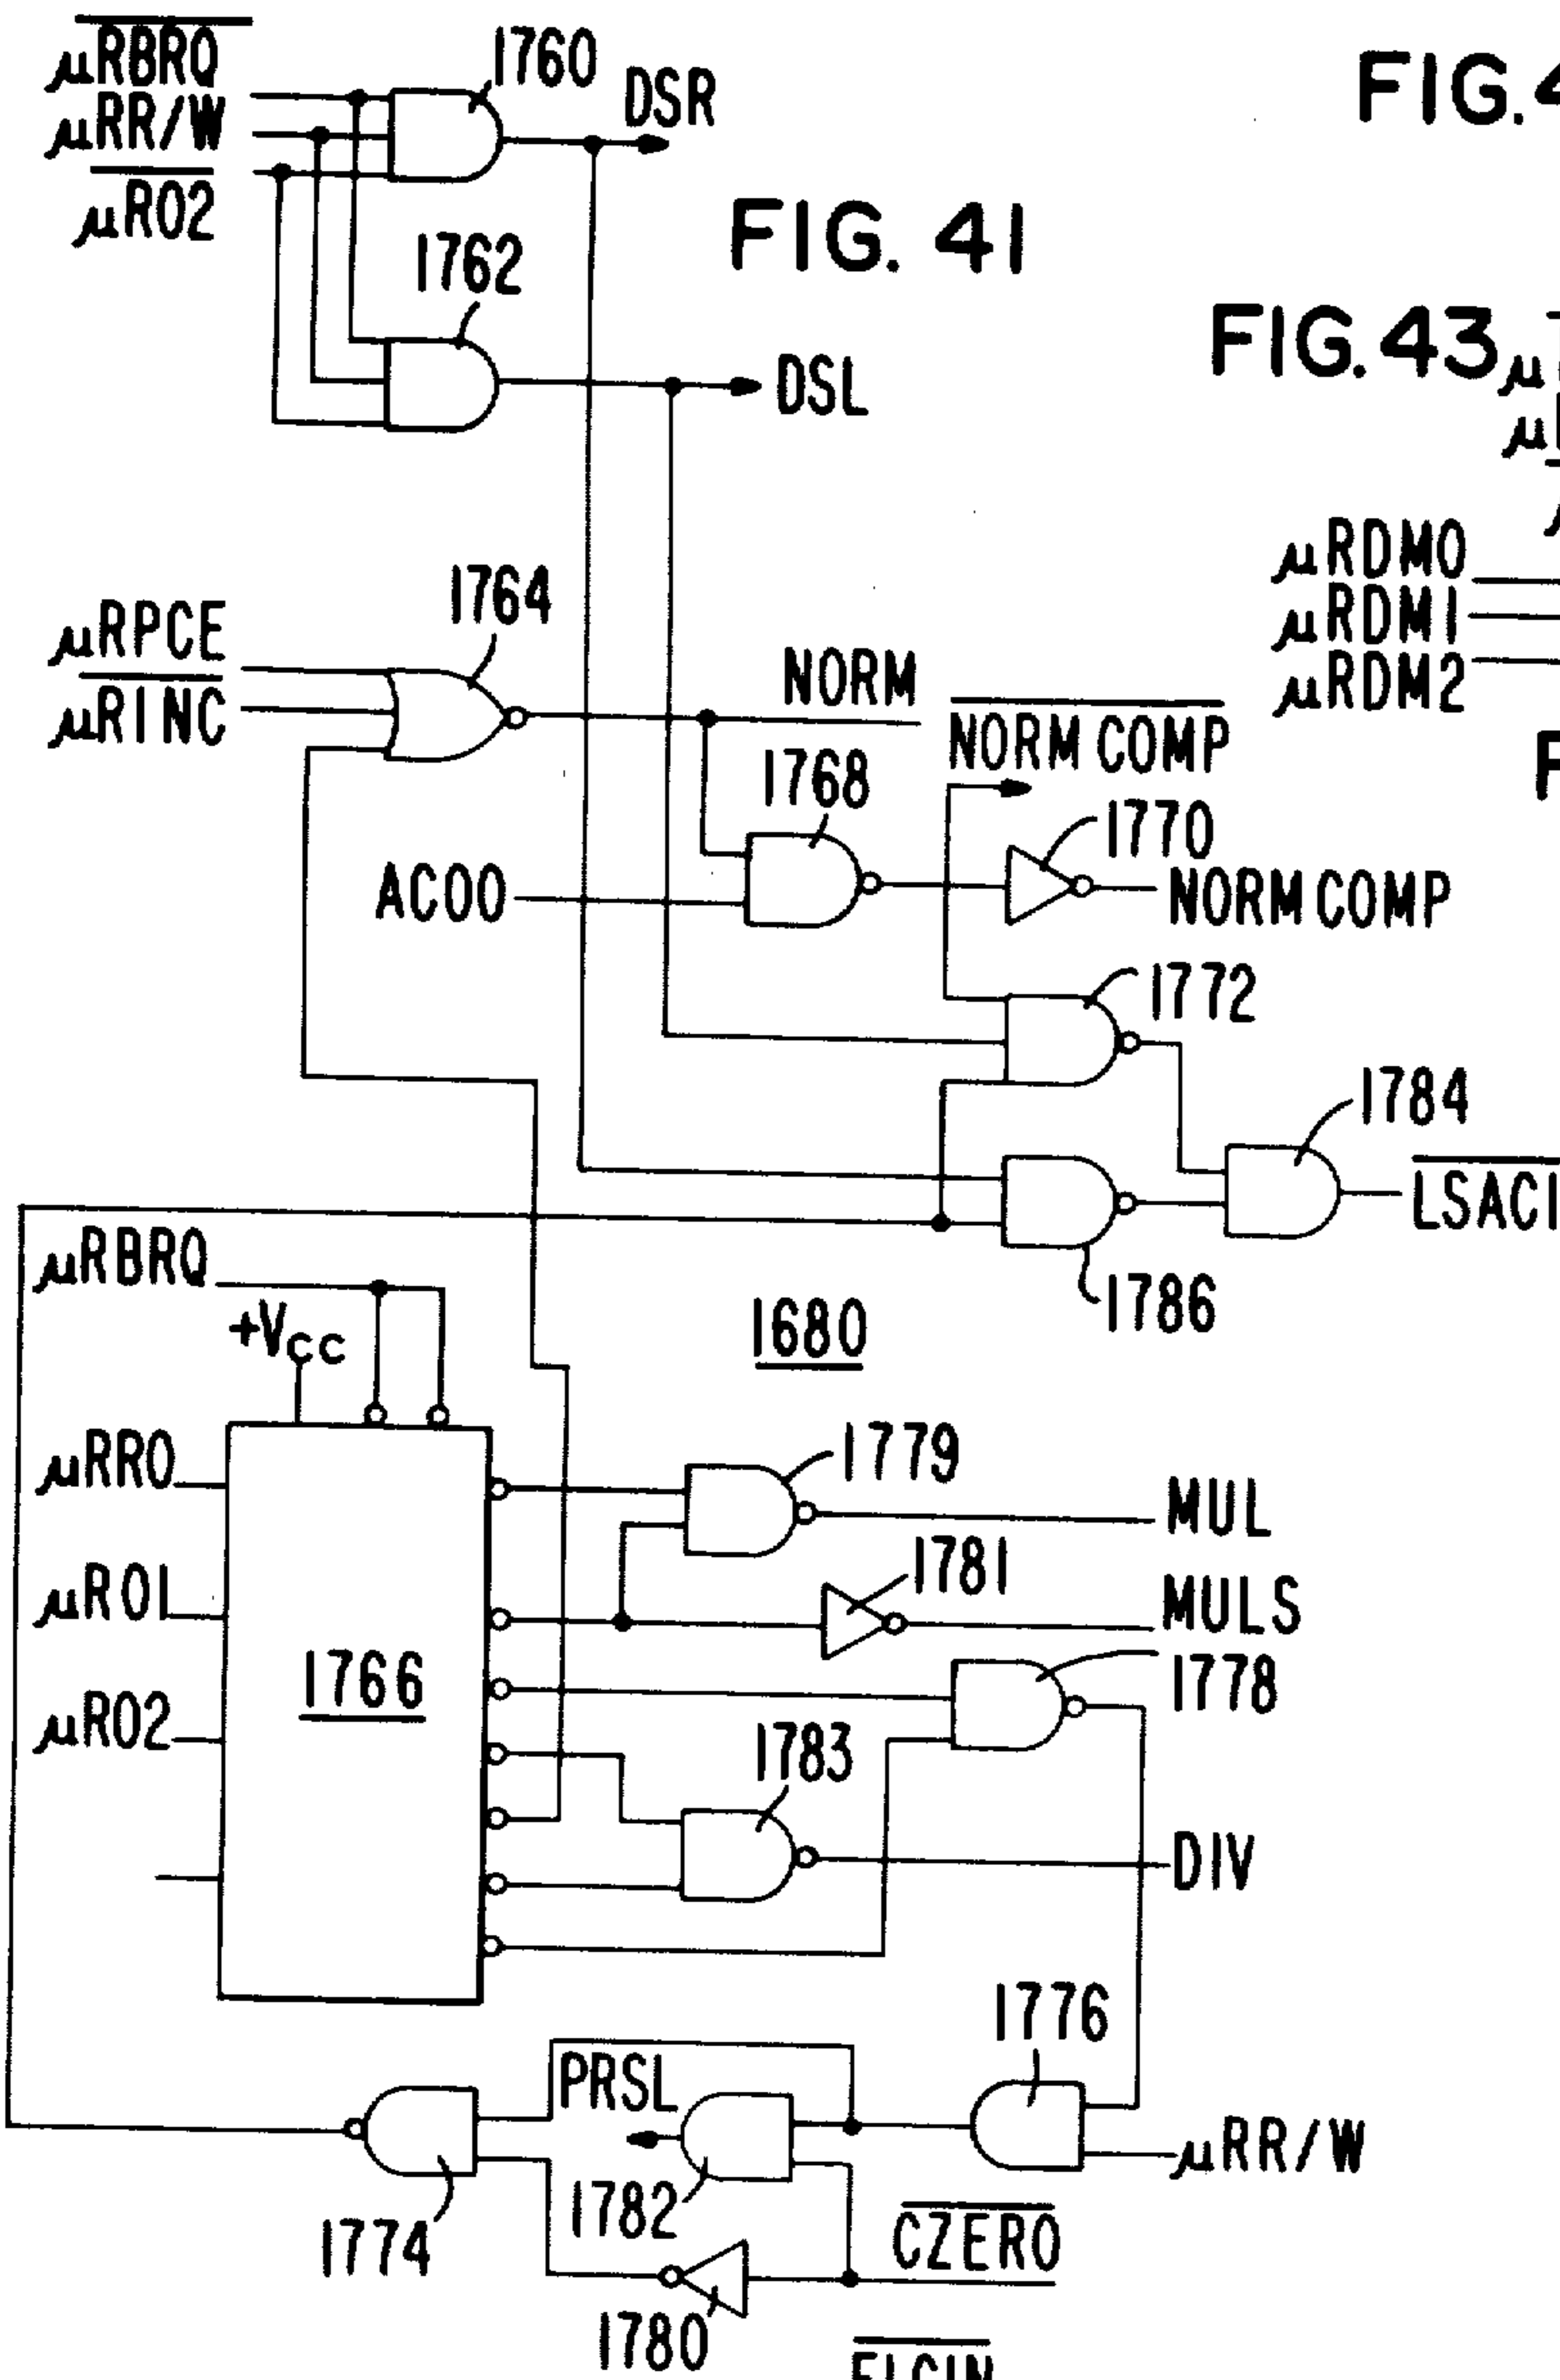 μRBRQ
1760
DSR
FIG.
μRR/W
μR02
FIG. 41
1762
FIG. 43
DSL
μRDM0
μRDM1
μRDM2
1764
μRPCE
μRINC
NORM
NORM COMP
1768
1770
AC00
NORM COMP
1772
1784
LSACI
μRBRQ
1786
+VCC
1680
μRR0
1779
MUL
μR01
1781
MULS
1766
1778
μR02
1783
DIV
1776
PRSL
μRR/W
1782
CZERO
1774
1780